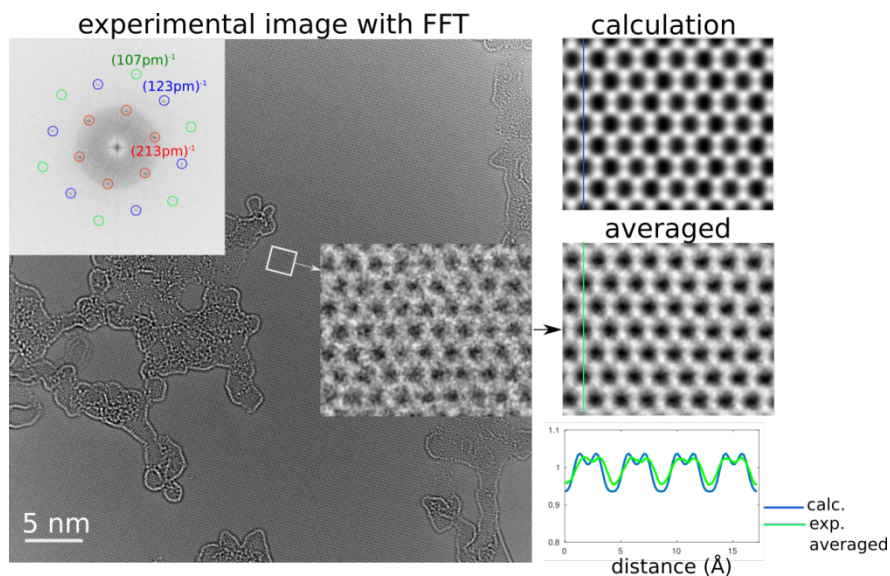 experimental image with FFT
calculation
(107pm)⁻¹
(123pm)⁻¹
(213pm)⁻¹
averaged
5 nm
1.1
1
0.9
0.8
0
5
10
15
distance (Å)
calc.
exp.
averaged